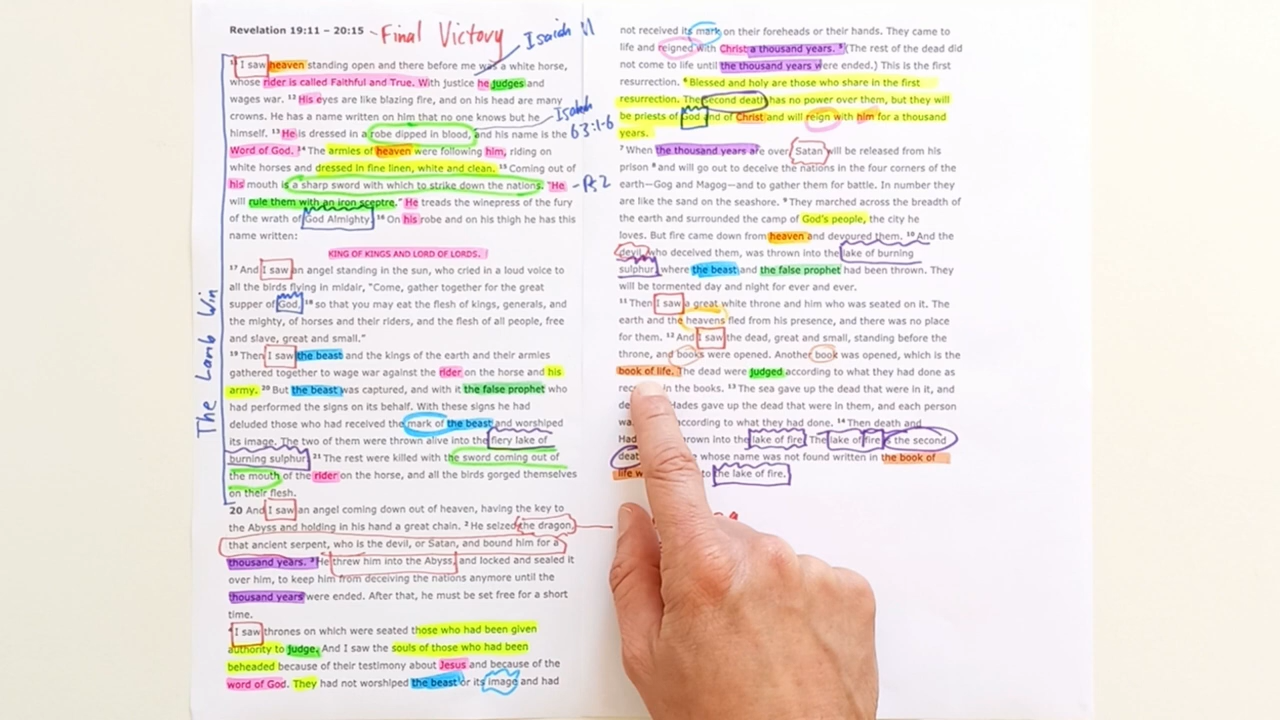 Revelation 19:11 – 20:15 ~ Final Victory
Isaiah 11
11 I saw heaven standing open and there before me was a white horse,
whose rider is called Faithful and True. With justice he judges and
wages war. 12 His eyes are like blazing fire, and on his head are many
crowns. He has a name written on him that no one knows but he
Isaiah
63:1-6
himself. 13 He is dressed in a robe dipped in blood, and his name is the
Word of God. 14 The armies of heaven were following him, riding on
white horses and dressed in fine linen, white and clean. 15 Coming out of
his mouth is a sharp sword with which to strike down the nations. "He
- Ps 2
will rule them with an iron sceptre." He treads the winepress of the fury
of the wrath of God Almighty. 16 On his robe and on his thigh he has this
name written:
KING OF KINGS AND LORD OF LORDS.
17 And I saw an angel standing in the sun, who cried in a loud voice to
all the birds flying in midair, "Come, gather together for the great
supper of God, 18 so that you may eat the flesh of kings, generals, and
the mighty, of horses and their riders, and the flesh of all people, free
and slave, great and small."
The Lamb Win
19 Then I saw the beast and the kings of the earth and their armies
gathered together to wage war against the rider on the horse and his
army. 20 But the beast was captured, and with it the false prophet who
had performed the signs on its behalf. With these signs he had
deluded those who had received the mark of the beast and worshiped
its image. The two of them were thrown alive into the fiery lake of
burning sulphur. 21 The rest were killed with the sword coming out of
the mouth of the rider on the horse, and all the birds gorged themselves
on their flesh.
20 And I saw an angel coming down out of heaven, having the key to
the Abyss and holding in his hand a great chain. 2 He seized the dragon,
that ancient serpent, who is the devil, or Satan, and bound him for a
thousand years. 3 He threw him into the Abyss, and locked and sealed it
over him, to keep him from deceiving the nations anymore until the
thousand years were ended. After that, he must be set free for a short
time.
4 I saw thrones on which were seated those who had been given
authority to judge. And I saw the souls of those who had been
beheaded because of their testimony about Jesus and because of the
word of God. They had not worshiped the beast or its image and had
not received its mark on their foreheads or their hands. They came to
life and reigned with Christ a thousand years. 5 (The rest of the dead did
not come to life until the thousand years were ended.) This is the first
resurrection. 6 Blessed and holy are those who share in the first
resurrection. The second death has no power over them, but they will
be priests of God and of Christ and will reign with him for a thousand
years.
7 When the thousand years are over, Satan will be released from his
prison 8 and will go out to deceive the nations in the four corners of the
earth—Gog and Magog—and to gather them for battle. In number they
are like the sand on the seashore. 9 They marched across the breadth of
the earth and surrounded the camp of God's people, the city he
loves. But fire came down from heaven and devoured them. 10 And the
devil, who deceived them, was thrown into the lake of burning
sulphur, where the beast and the false prophet had been thrown. They
will be tormented day and night for ever and ever.
11 Then I saw a great white throne and him who was seated on it. The
earth and the heavens fled from his presence, and there was no place
for them. 12 And I saw the dead, great and small, standing before the
throne, and books were opened. Another book was opened, which is the
book of life. The dead were judged according to what they had done as
in the books. 13 The sea gave up the dead that were in it, and
Hades gave up the dead that were in them, and each person
according to what they had done. 14 Then death and
thrown into the lake of fire. The lake of fire is the second
whose name was not found written in the book of
life to the lake of fire.